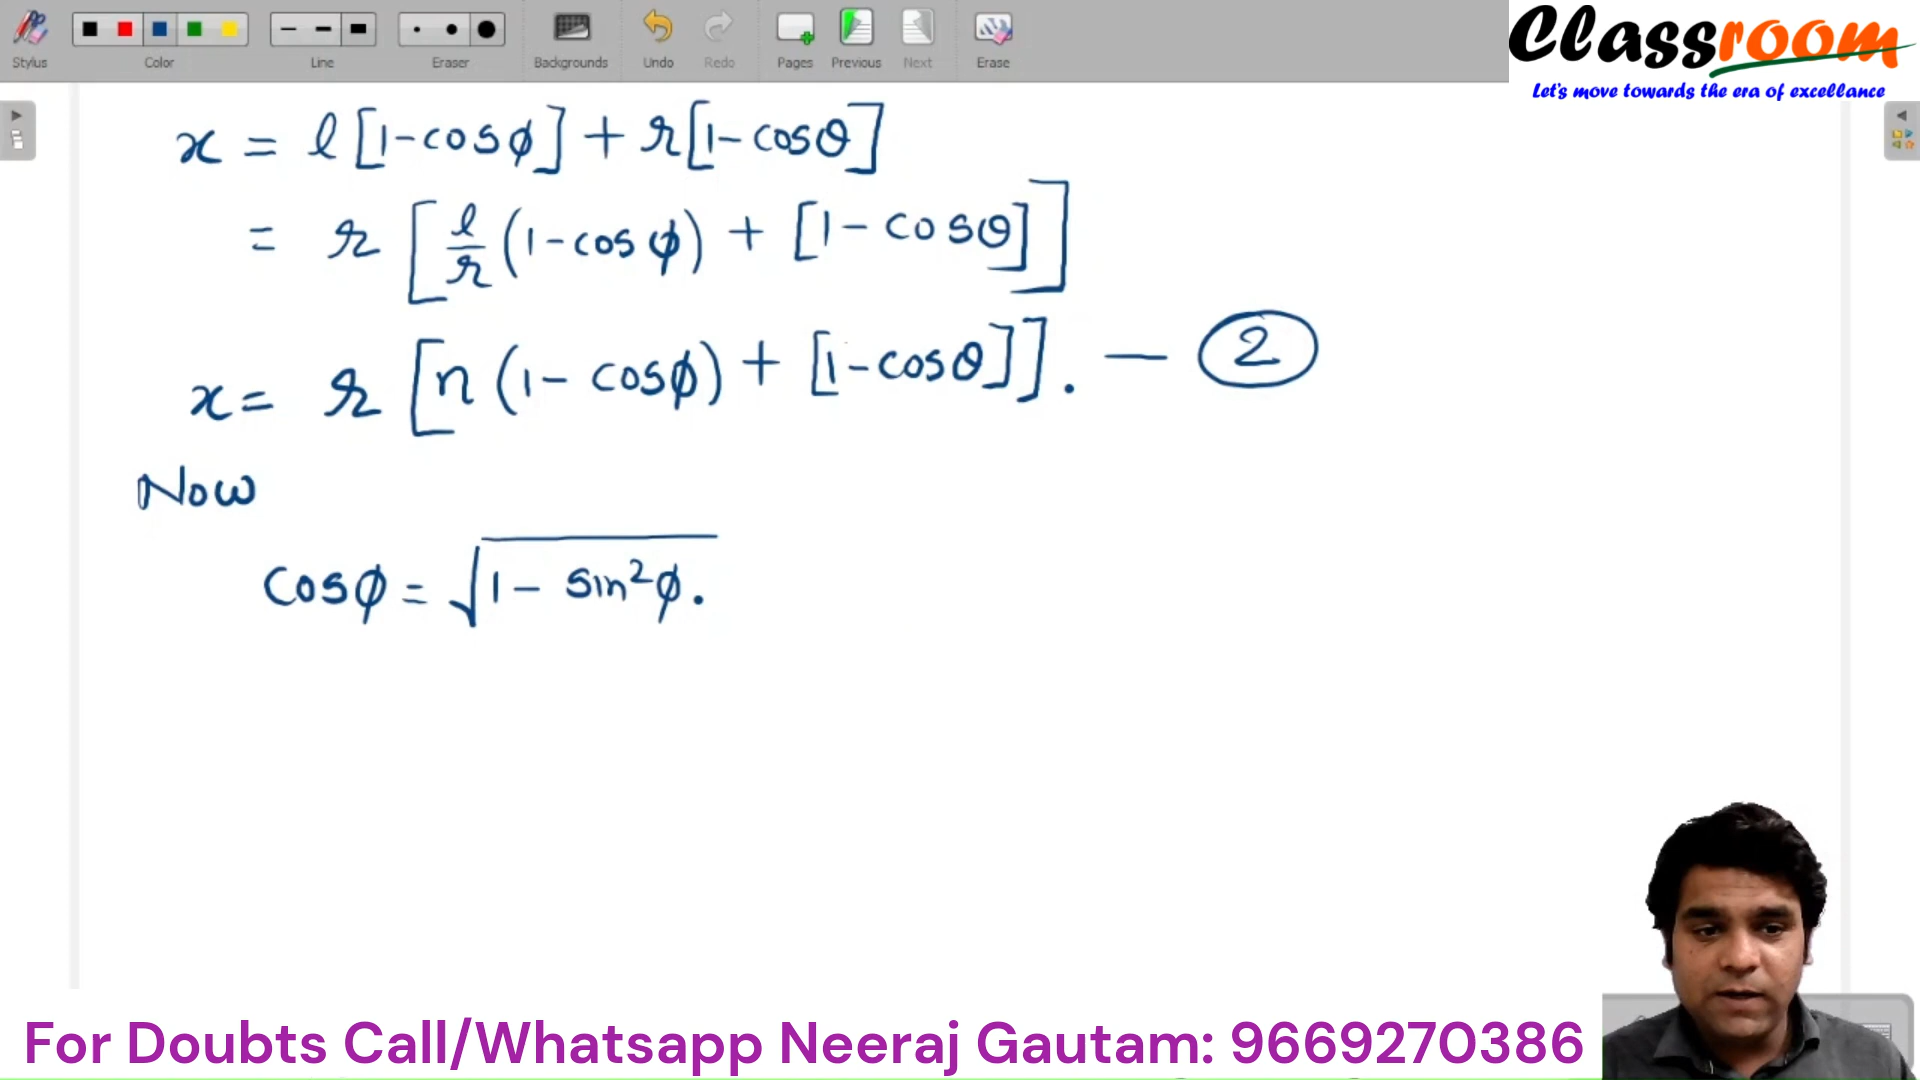 Stylus Color Line Eraser Backgrounds Undo Redo Pages Previous Next Erase
Classroom
Let's move towards the era of excellance
x = l[1-cosϕ] + r[1-cosθ]
= r[l/r (1-cosϕ) + [1-cosθ]]
x = r[n(1-cosϕ) + [1-cosθ]]. — 2
Now
cosϕ = √1-sin²ϕ.
For Doubts Call/Whatsapp Neeraj Gautam: 9669270386